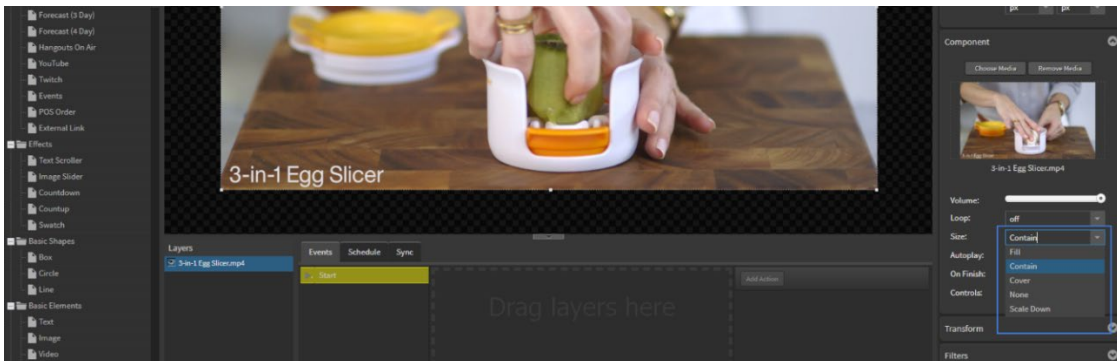 Forecast (3 Day)
Forecast (4 Day)
Hangouts On Air
YouTube
Twitch
Events
POS Order
External Link
Effects
Text Scroller
Image Slider
Countdown
Countup
Swatch
Basic Shapes
Box
Circle
Line
Basic Elements
Text
Image
Video
3-in-1 Egg Slicer
Layers
3-in-1 Egg Slicer.mp4
Events Schedule Sync
Start
Drag layers here
Add Action
px px
Component
Choose Media Remove Media
3-in-1 Egg Slicer.mp4
Volume:
Loop: off
Size: Contain
Autoplay:
On Finish:
Controls:
Fill
Contain
Cover
None
Scale Down
Transform
Filters